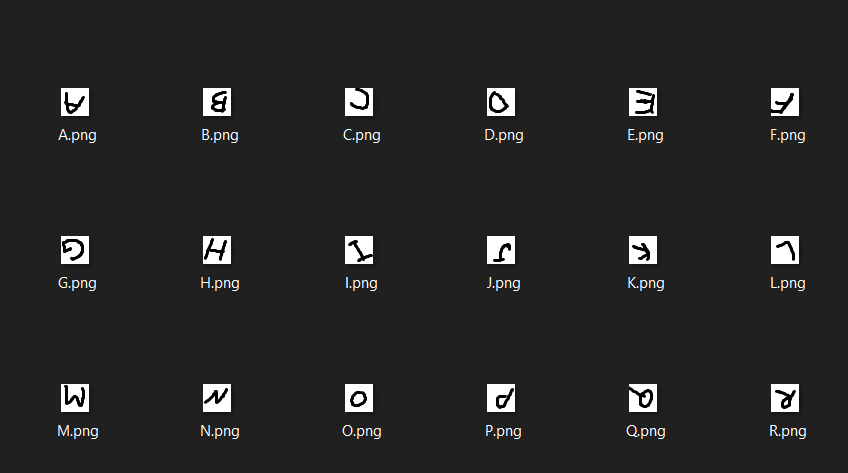 A B C D E F
A.png B.png C.png D.png E.png F.png
G H I J K L
G.png H.png I.png J.png K.png L.png
M N O P Q R
M.png N.png O.png P.png Q.png R.png